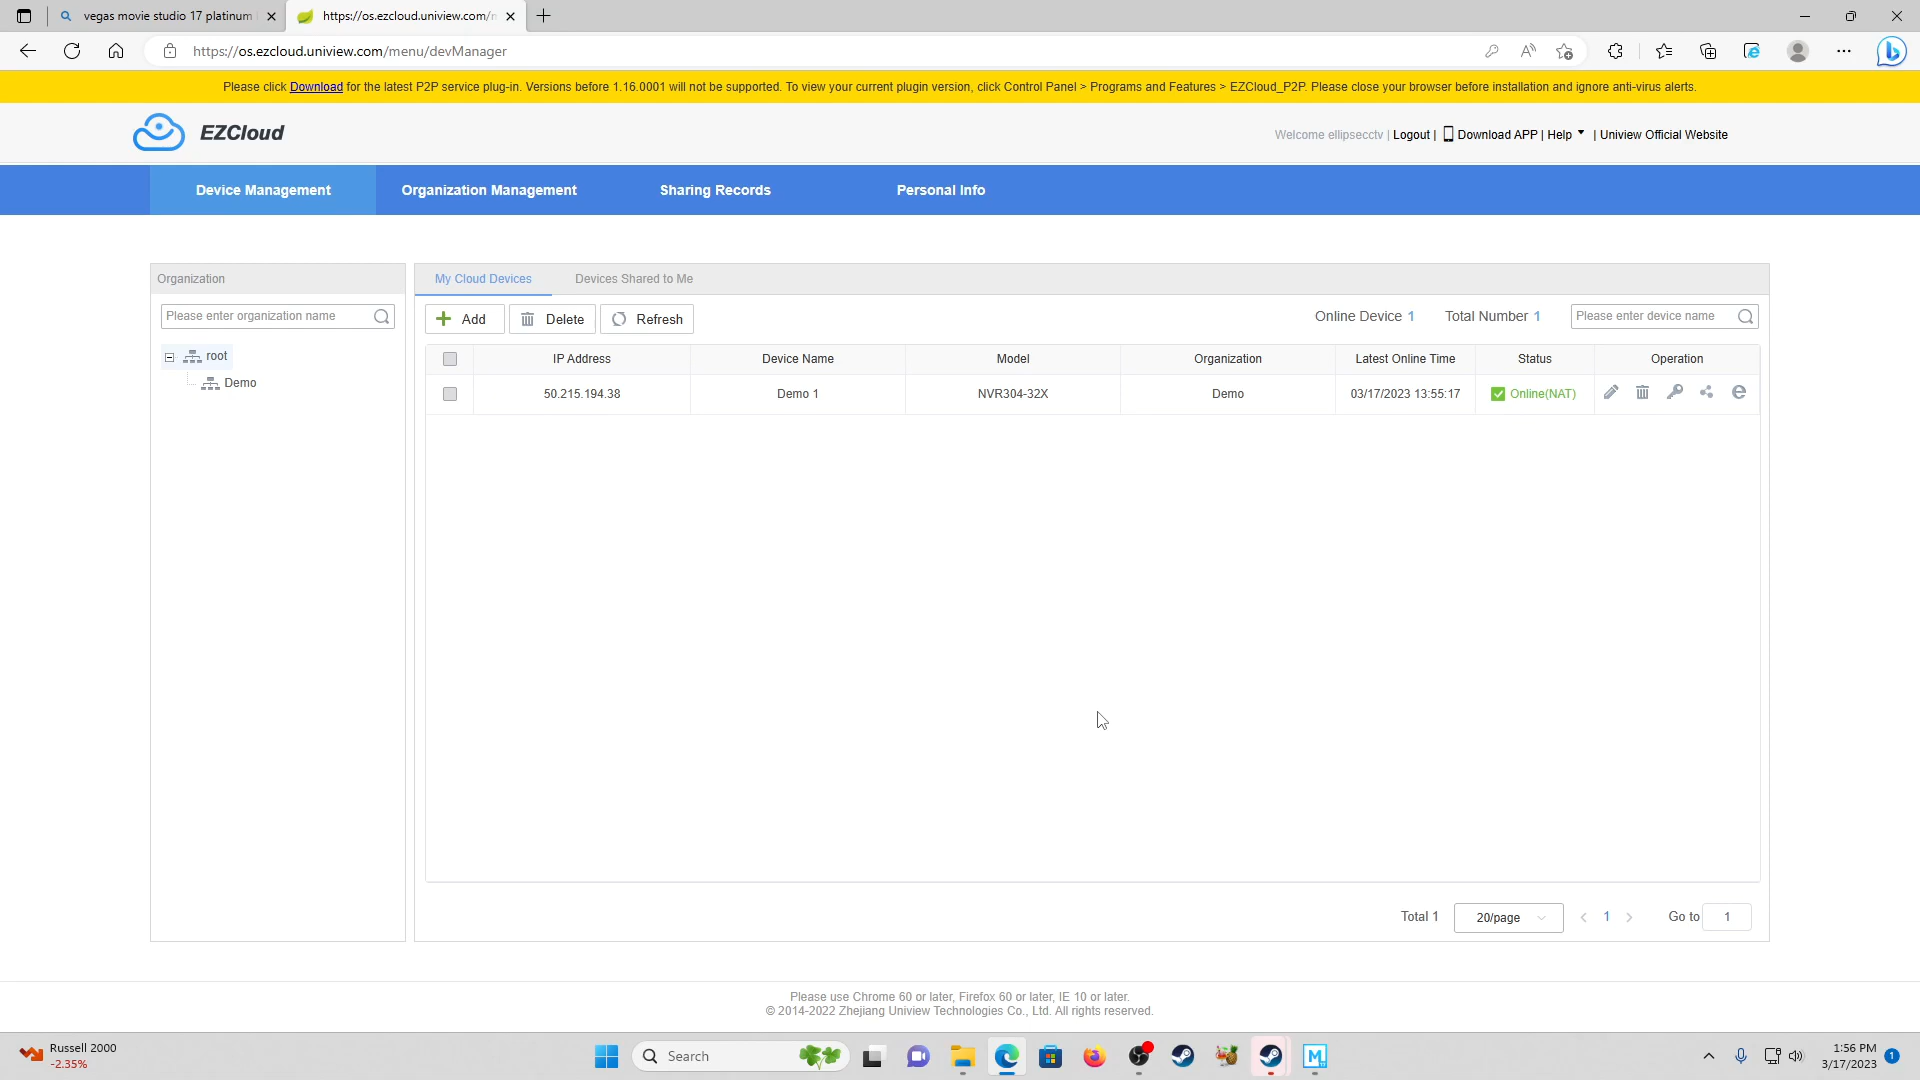 vegas movie studio 17 platinum
https://os.ezcloud.uniview.com/m
https://os.ezcloud.uniview.com/menu/devManager
Please click Download for the latest P2P service plug-in. Versions before 1.16.0001 will not be supported. To view your current plugin version, click Control Panel > Programs and Features > EZCloud_P2P. Please close your browser before installation and ignore anti-virus alerts.
EZCloud
Welcome ellipsecctv | Logout | Download APP | Help | Uniview Official Website
Device Management Organization Management Sharing Records Personal Info
Organization
Please enter organization name
root
Demo
My Cloud Devices Devices Shared to Me
Add Delete Refresh Online Device 1 Total Number 1 Please enter device name
IP Address Device Name Model Organization Latest Online Time Status Operation
50.215.194.38 Demo 1 NVR304-32X Demo 03/17/2023 13:55:17 Online(NAT)
Total 1 20/page < 1 > Go to 1
Please use Chrome 60 or later, Firefox 60 or later, IE 10 or later.
© 2014-2022 Zhejiang Uniview Technologies Co., Ltd. All rights reserved.
Russell 2000
-2.35%
Search
1:56 PM
3/17/2023
1